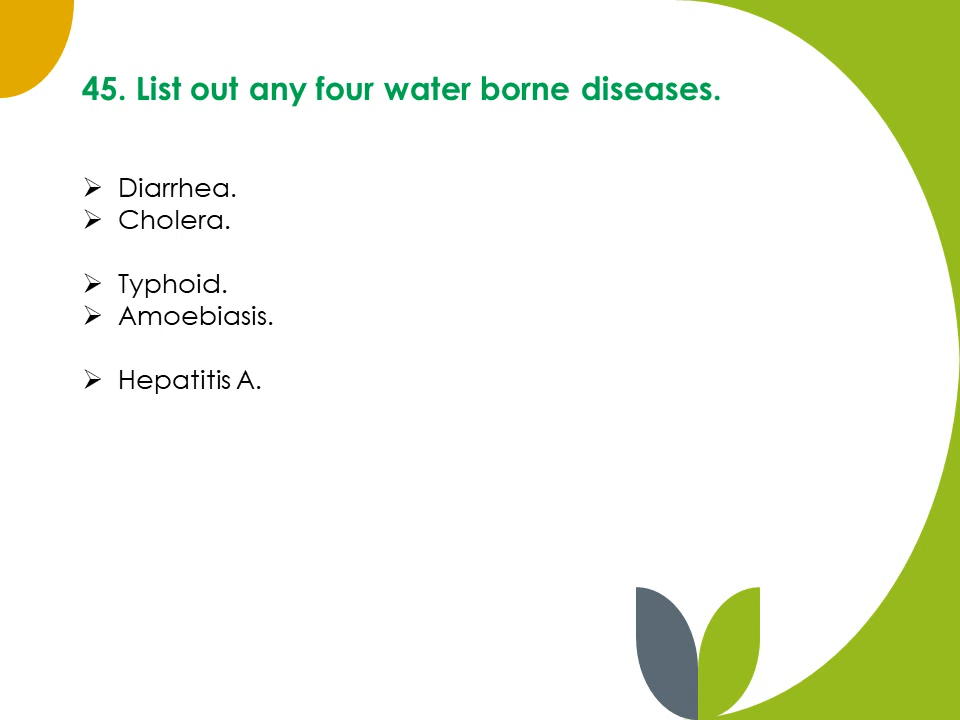 45. List out any four water borne diseases.
➢ Diarrhea.
➢ Cholera.
➢ Typhoid.
➢ Amoebiasis.
➢ Hepatitis A.